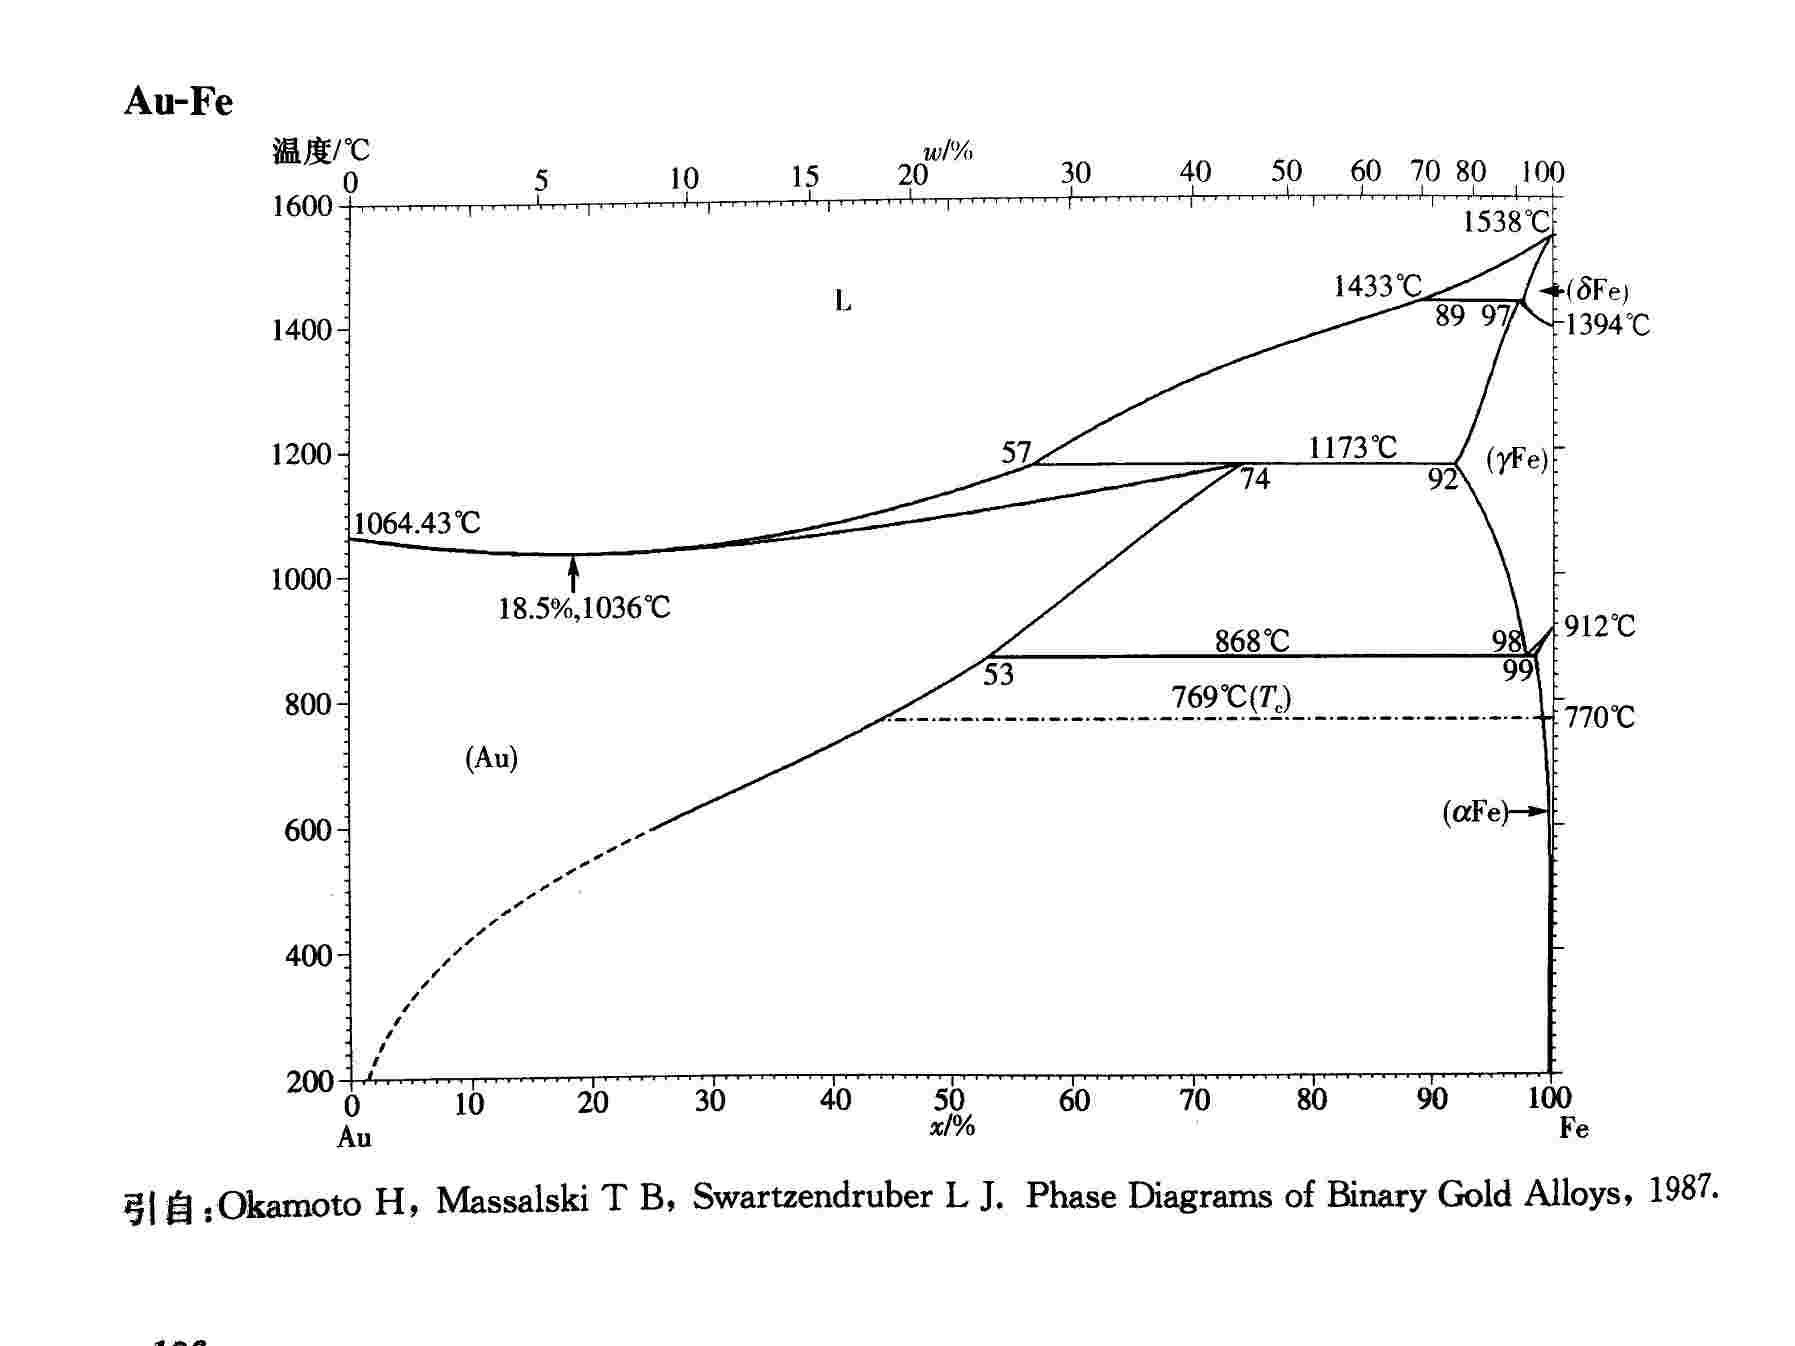 Au-Fe
温度/℃
w/%
0 5 10 15 20 30 40 50 60 70 80 100
1600
1538℃
1433℃
L
(δFe)
89 97
1394℃
1400
57
1173℃
1200
(γFe)
74
92
1064.43℃
1000
18.5%,1036℃
912℃
868℃
98
53
99
769℃(Tc)
800
770℃
(Au)
(αFe)
600
400
200
0 10 20 30 40 50 60 70 80 90 100
Au
x/%
Fe
引自:Okamoto H, Massalski T B, Swartzendruber L J. Phase Diagrams of Binary Gold Alloys, 1987.